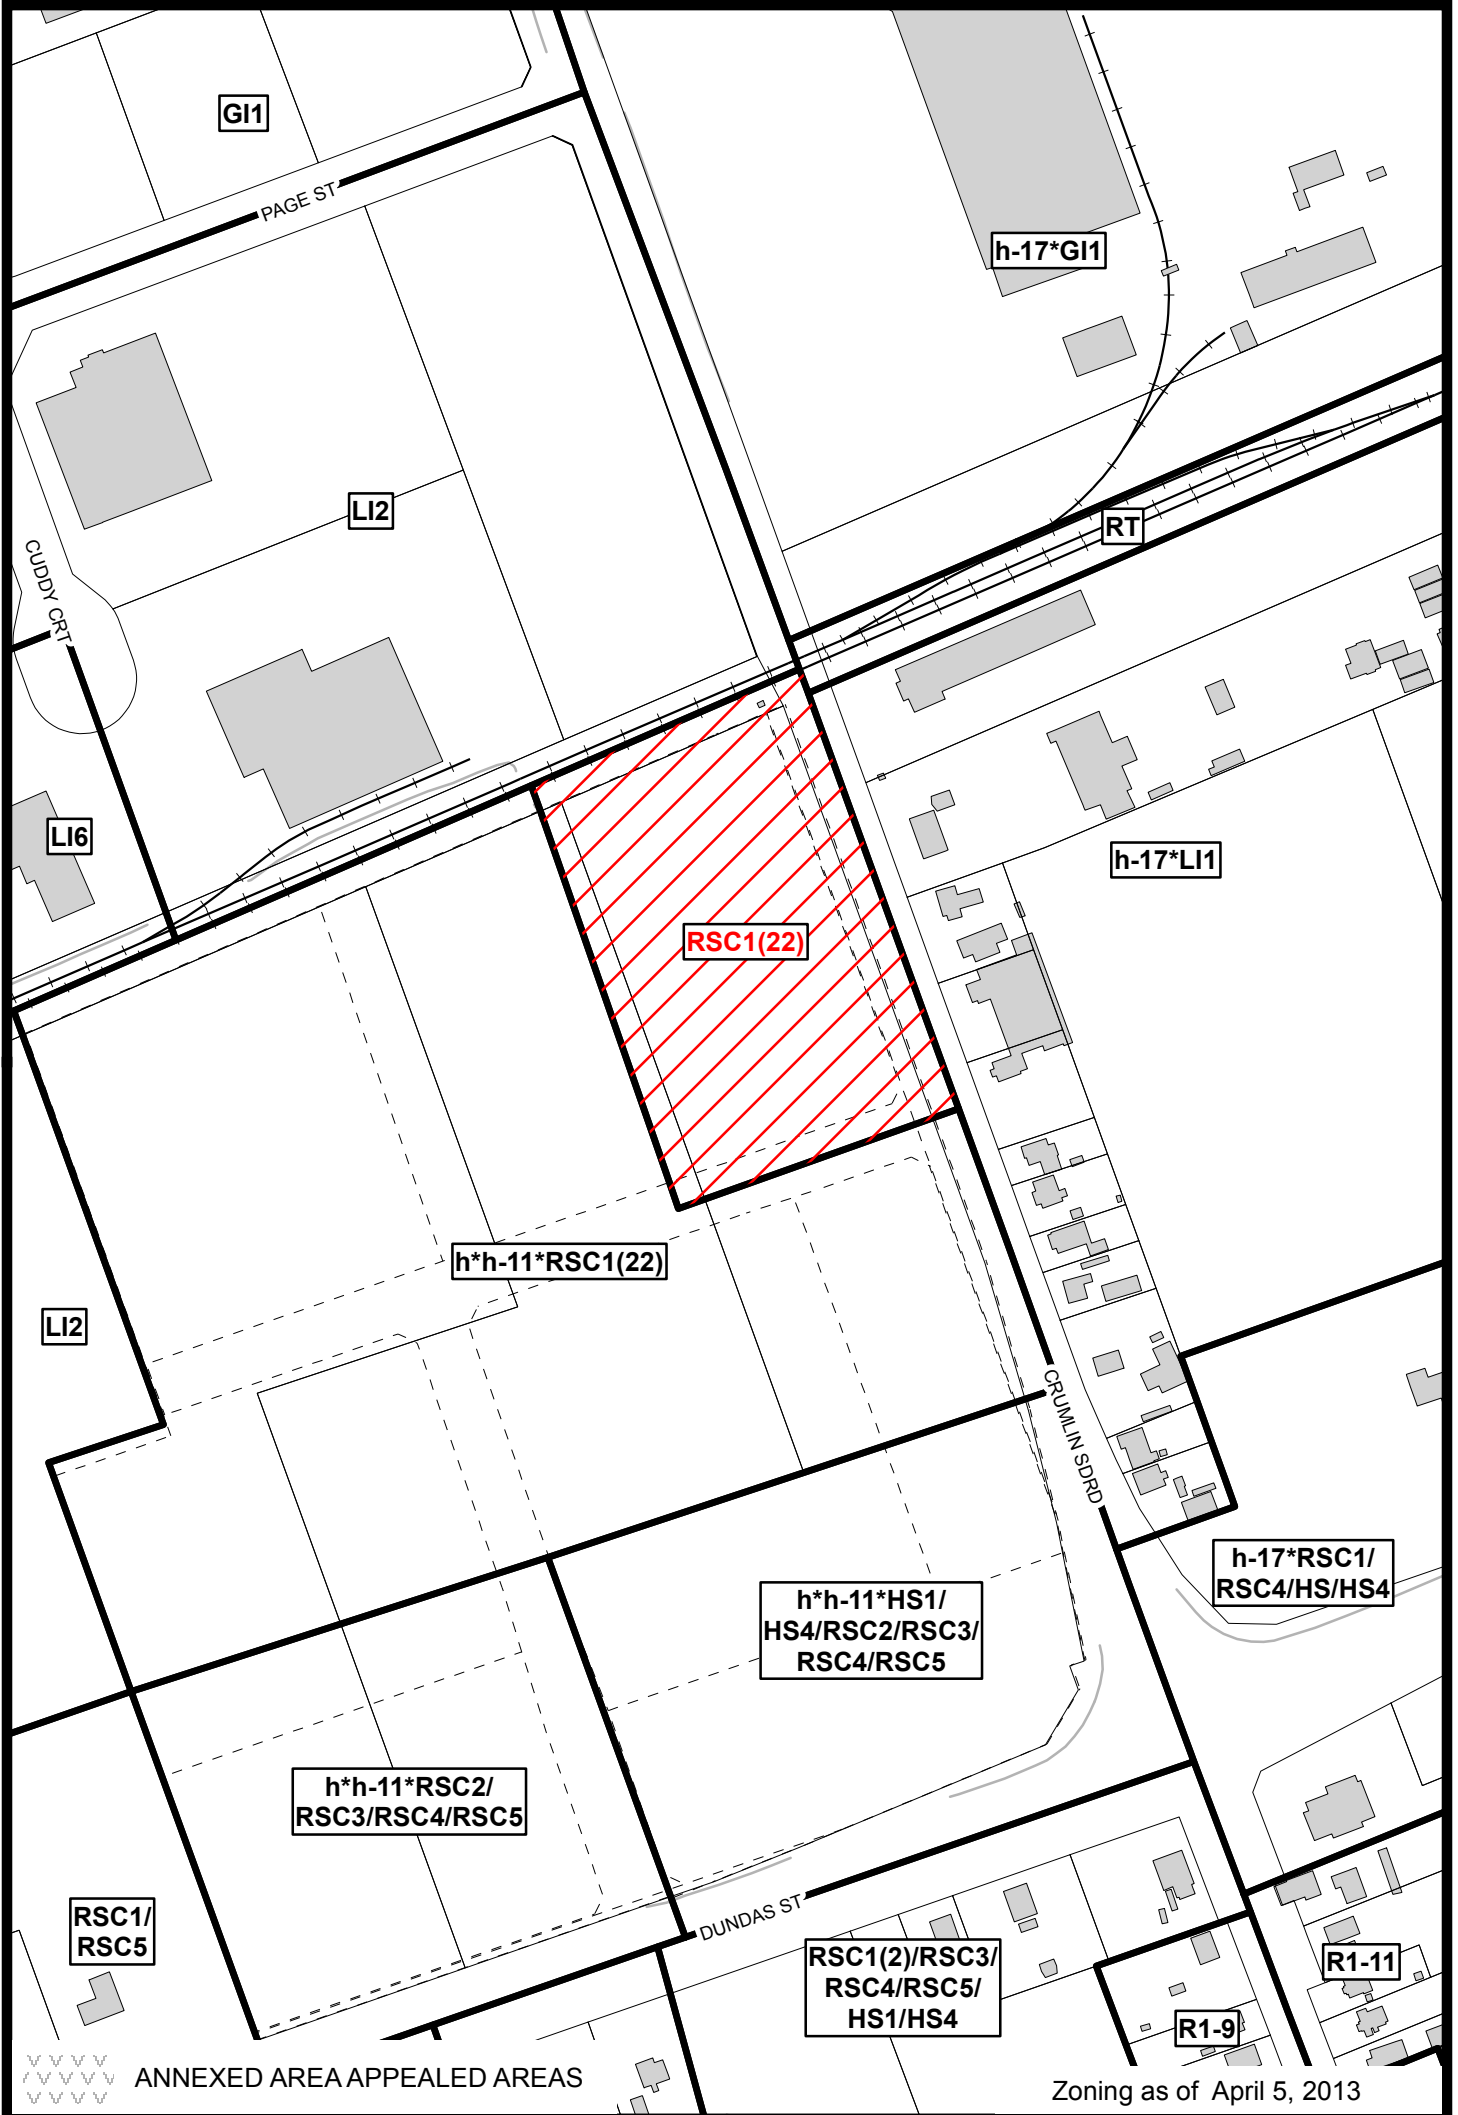 GI1
PAGE ST
h-17*GI1
LI2
RT
CUDDY CRT
LI6
h-17*LI1
RSC1(22)
h*h-11*RSC1(22)
LI2
CRUMLIN SDRD
h-17*RSC1/
RSC4/HS/HS4
h*h-11*HS1/
HS4/RSC2/RSC3/
RSC4/RSC5
h*h-11*RSC2/
RSC3/RSC4/RSC5
RSC1/
RSC5
DUNDAS ST
RSC1(2)/RSC3/
RSC4/RSC5/
HS1/HS4
R1-11
R1-9
ANNEXED AREA APPEALED AREAS
Zoning as of April 5, 2013